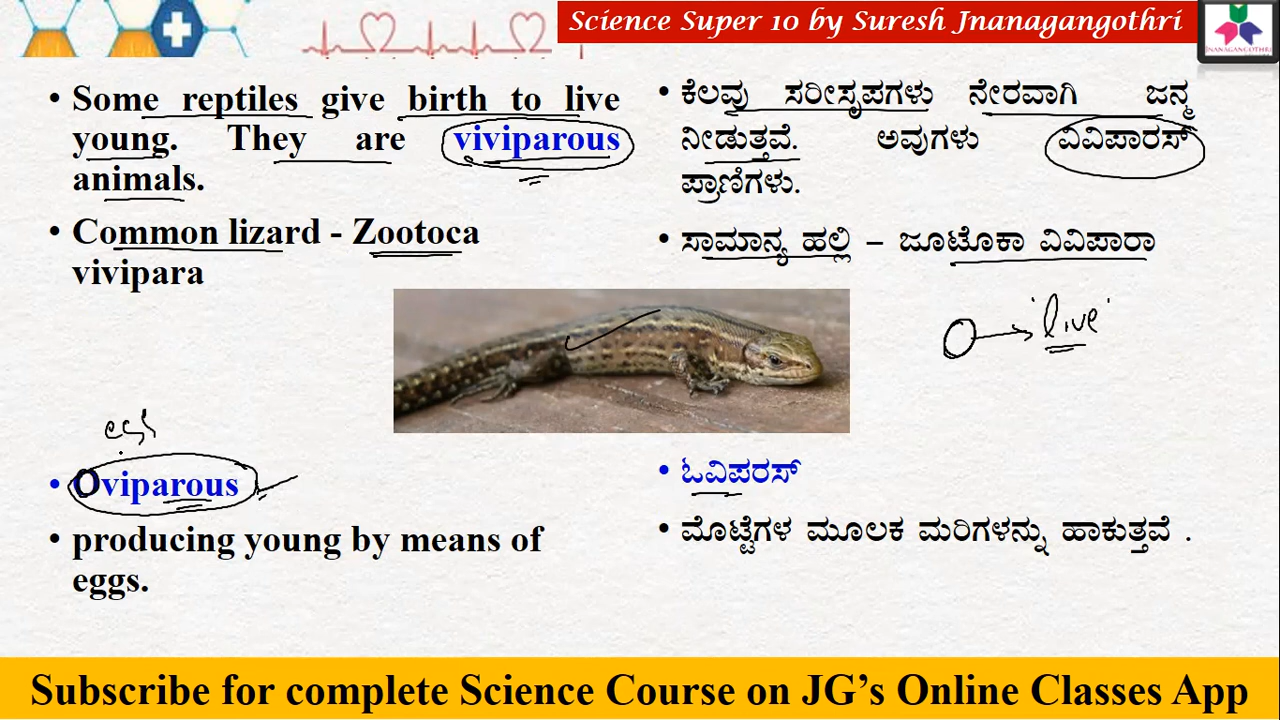 Science Super 10 by Suresh Jnanagangothri
JNANAGANGOTHRI
• Some reptiles give birth to live
young. They are viviparous
animals.
• Common lizard - Zootoca
vivipara
• ಕೆಲವು ಸರೀಸೃಪಗಳು ನೇರವಾಗಿ ಜನ್ಮ
ನೀಡುತ್ತವೆ. ಅವುಗಳು ವಿವಿಪಾರಸ್
ಪ್ರಾಣಿಗಳು.
• ಸಾಮಾನ್ಯ ಹಲ್ಲಿ – ಜೂಟೊಕಾ ವಿವಿಪಾರಾ
'live'
• Oviparous
• producing young by means of
eggs.
• ಓವಿಪರಸ್
• ಮೊಟ್ಟೆಗಳ ಮೂಲಕ ಮರಿಗಳನ್ನು ಹಾಕುತ್ತವೆ .
Subscribe for complete Science Course on JG's Online Classes App